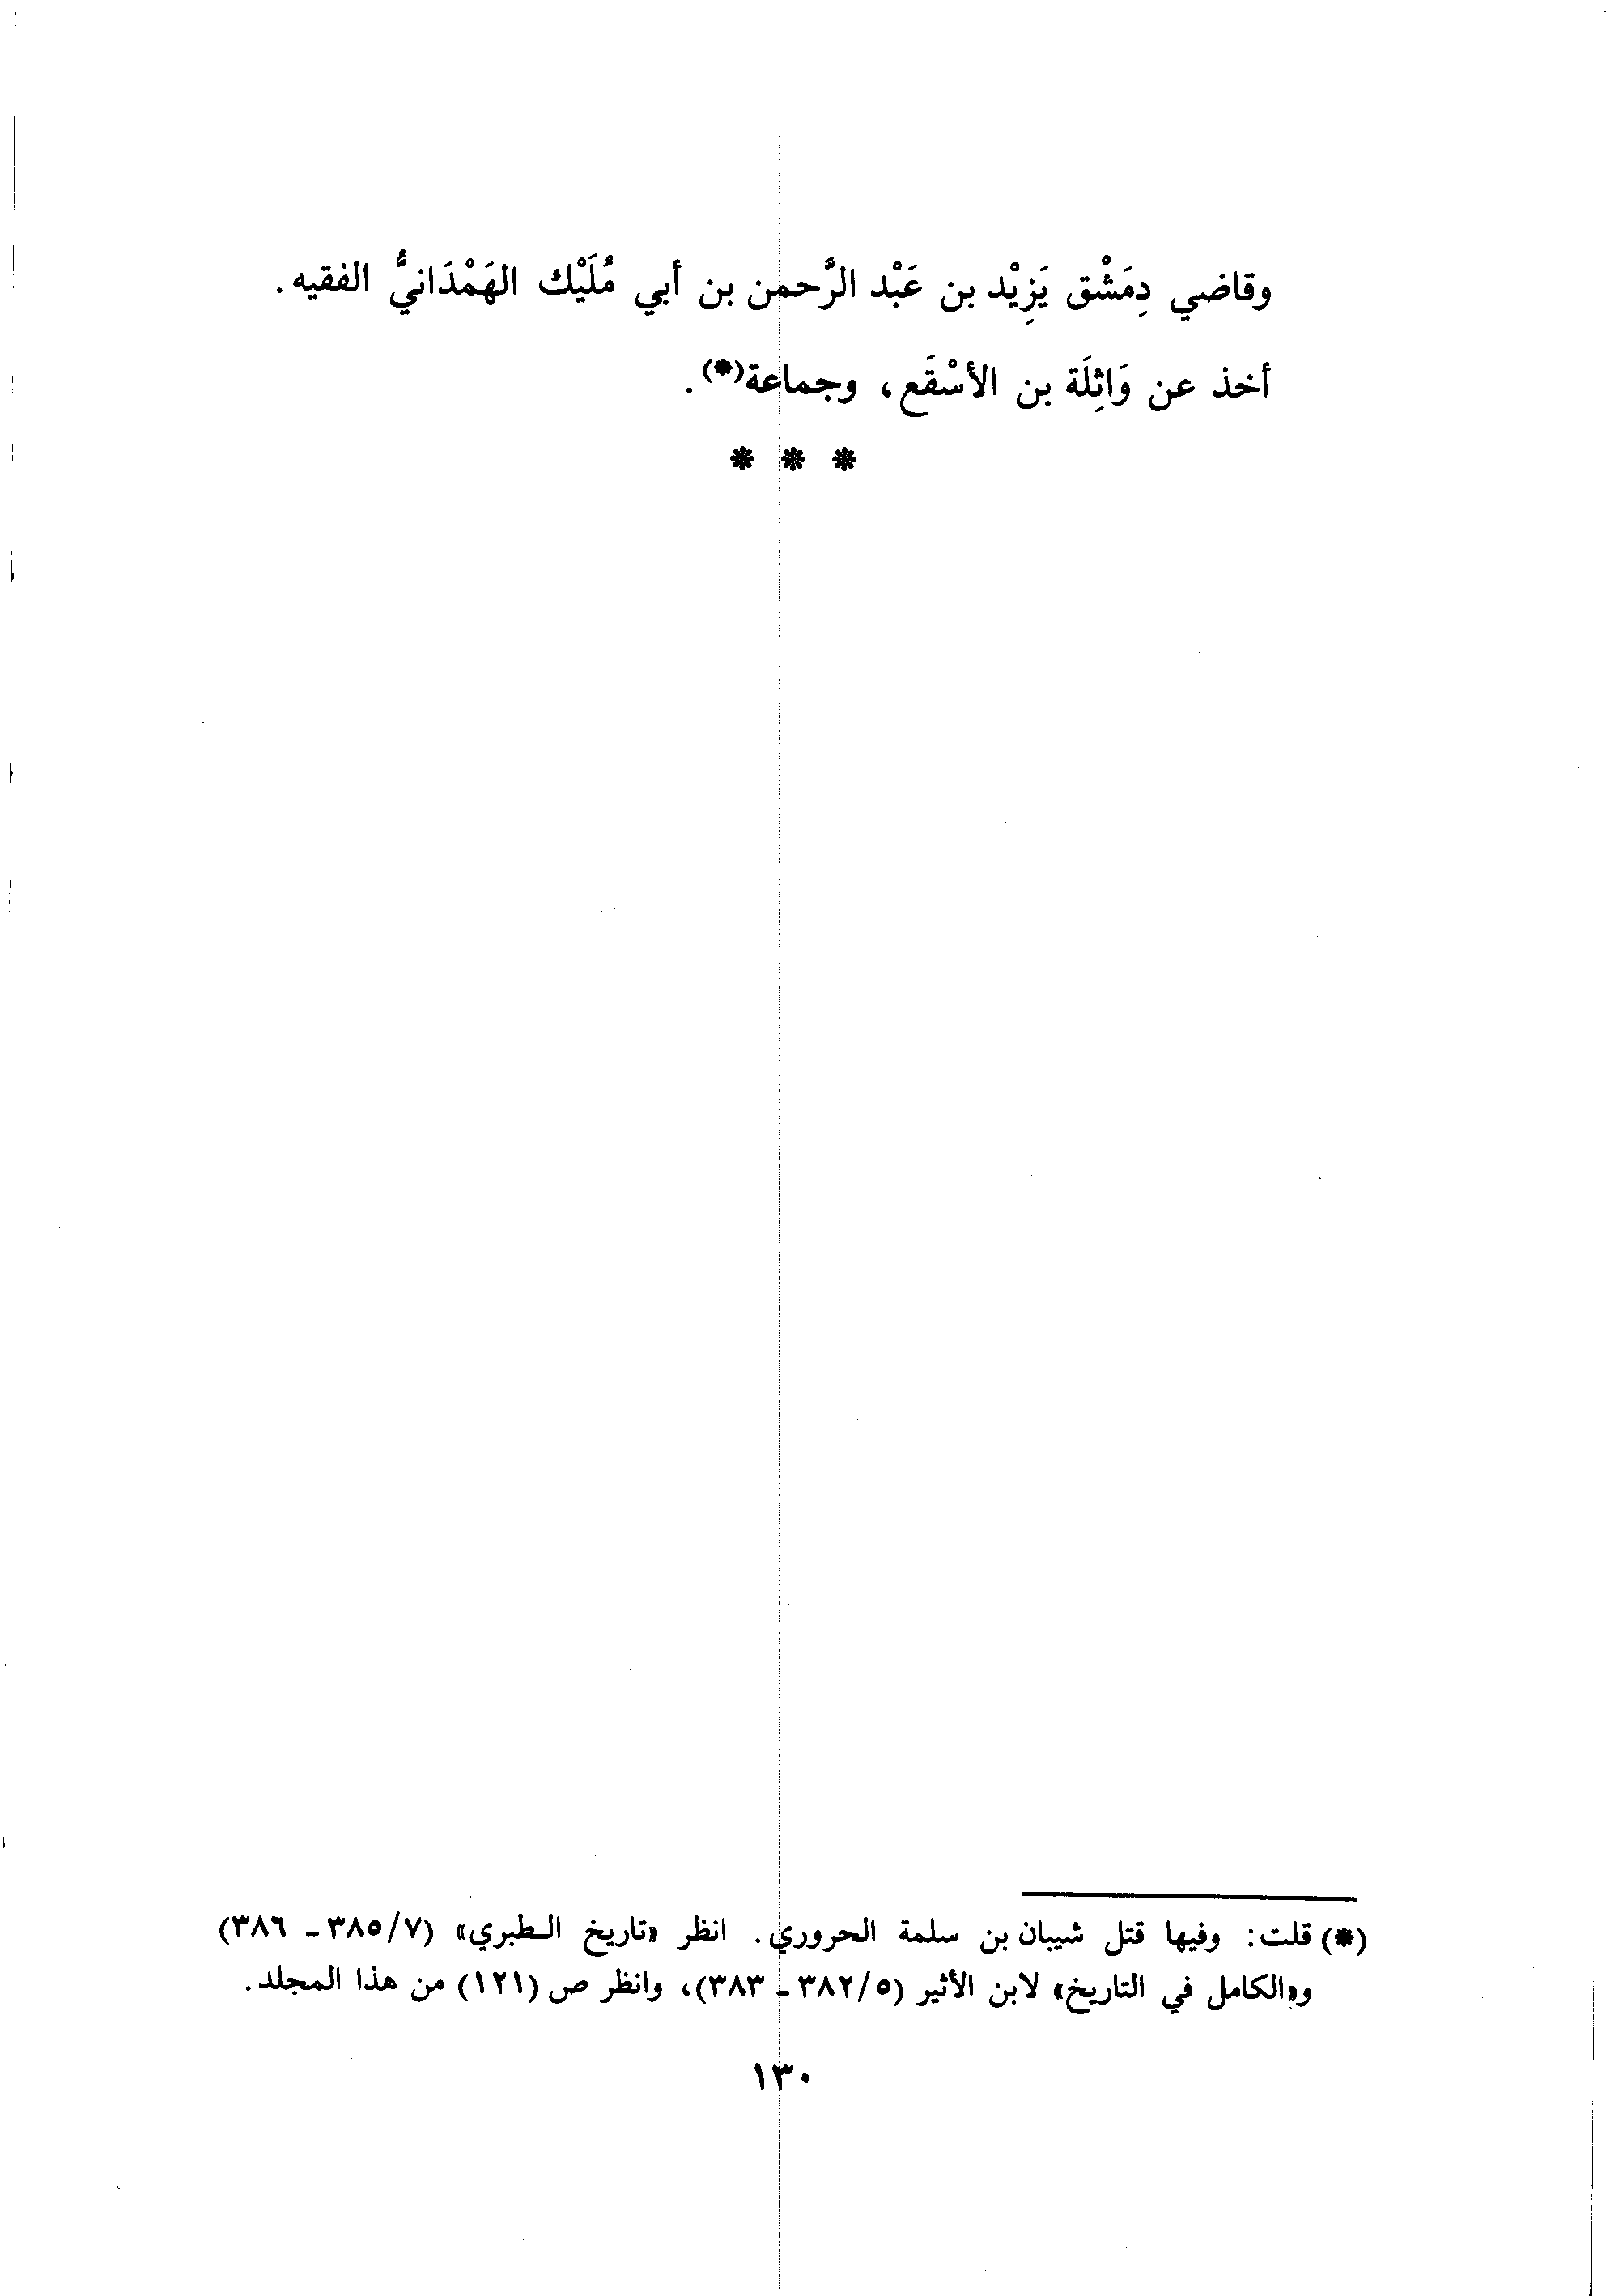 وقاضي دِمَشْق يَزِيْد بن عَبْد الرَّحمن بن أبي مُلَيْك الهَمْدَانيُّ الفقيه.
أخذ عن وَاثِلَة بن الأسْقَع، وجماعة(*).
* * *
(*) قلت: وفيها قتل شيبان بن سلمة الحروري. انظر «تاريخ الطبري» (٧/٣٨٥ - ٣٨٦)
و«الكامل في التاريخ» لابن الأثير (٥/٣٨٢ - ٣٨٣)، وانظر ص (١٢١) من هذا المجلد.
١٣٠